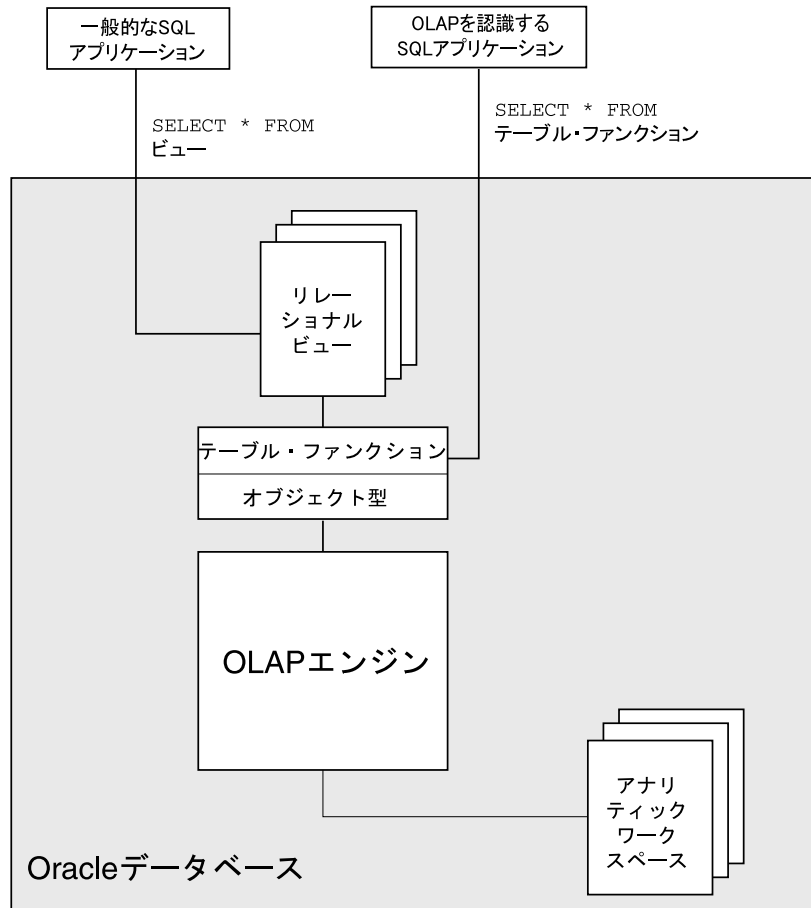 一般的なSQL
アプリケーション
OLAPを認識する
SQLアプリケーション
SELECT * FROM
ビュー
SELECT * FROM
テーブル・ファンクション
リレー
ショナル
ビュー
テーブル・ファンクション
オブジェクト型
OLAPエンジン
アナリ
ティック
ワーク
スペース
Oracleデータベース